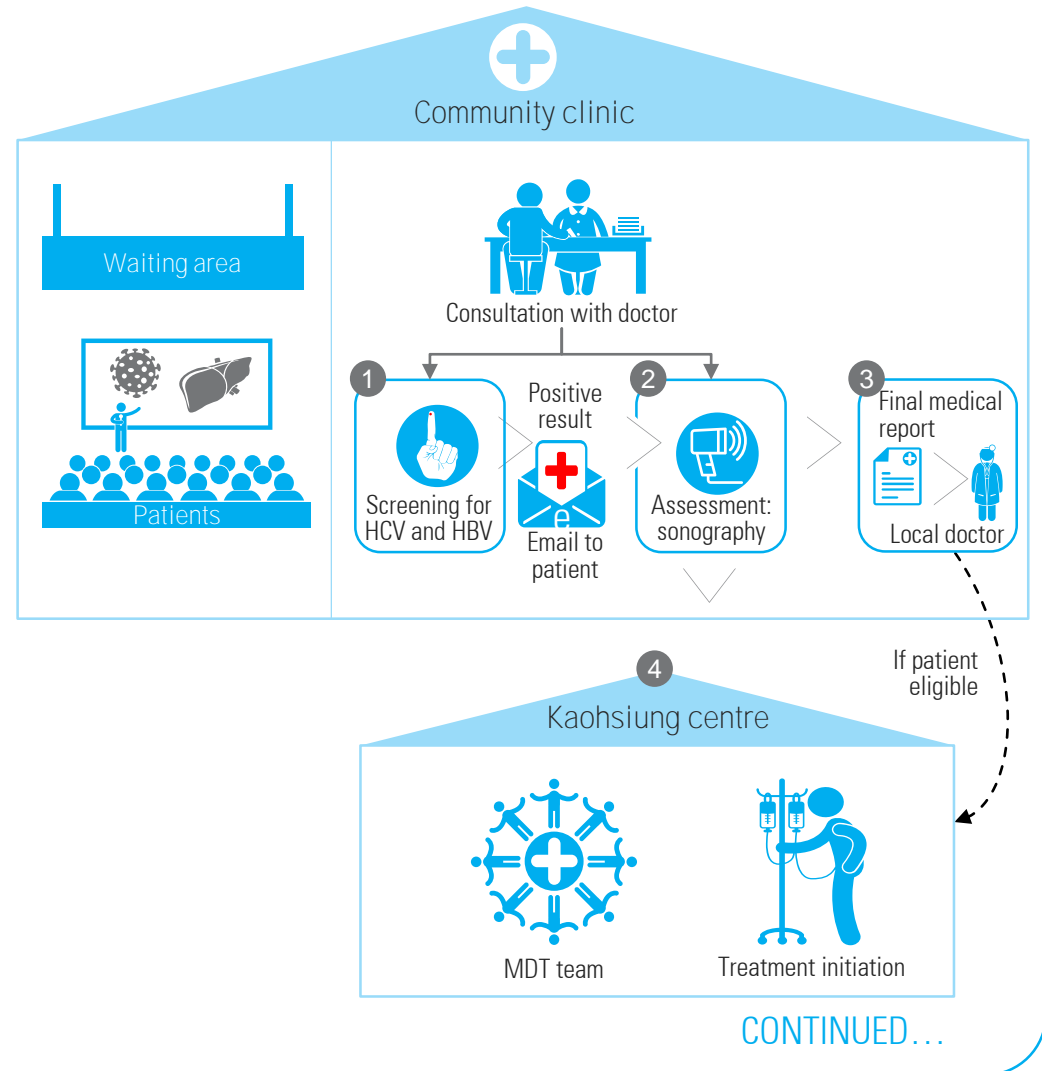 Community clinic
Waiting area
Patients
Consultation with doctor
1
Screening for
HCV and HBV
Positive
result
e
Email to
patient
2
Assessment:
sonography
3
Final medical
report
Local doctor
If patient
eligible
4
Kaohsiung centre
MDT team
Treatment initiation
CONTINUED...